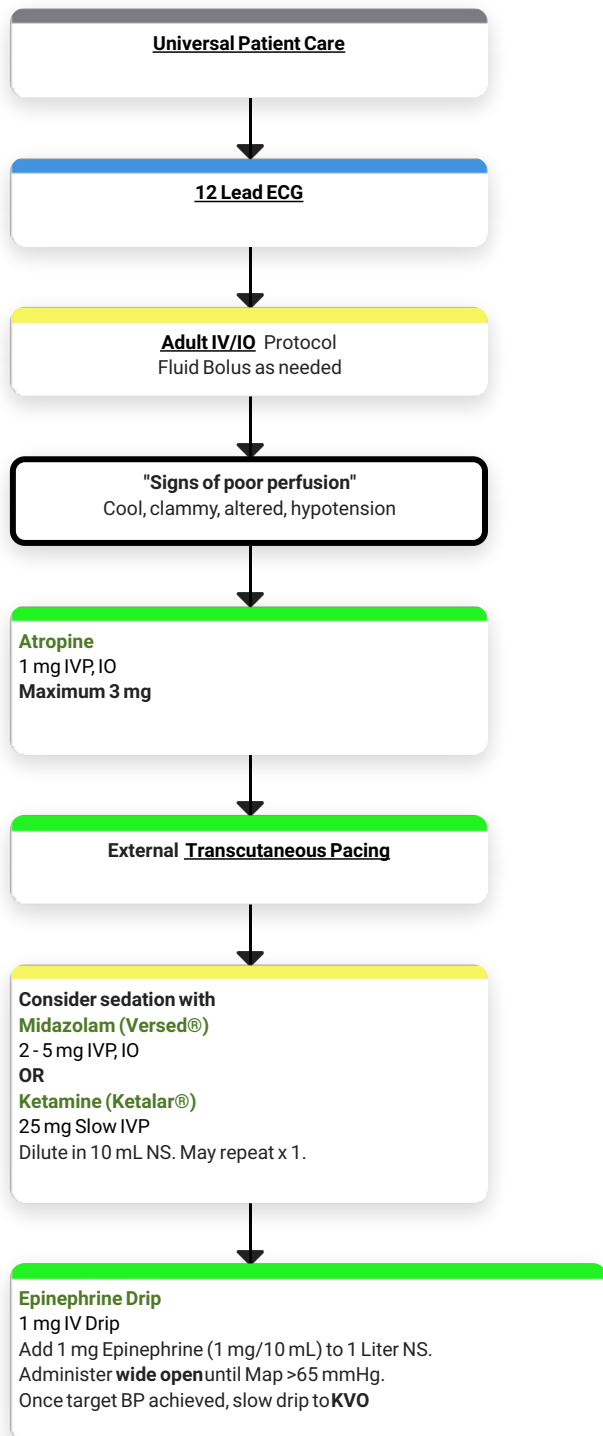 Universal Patient Care
12 Lead ECG
Adult IV/IO Protocol
Fluid Bolus as needed
"Signs of poor perfusion"
Cool, clammy, altered, hypotension
Atropine
1 mg IVP, IO
Maximum 3 mg
External Transcutaneous Pacing
Consider sedation with
Midazolam (Versed®)
2 - 5 mg IVP, IO
OR
Ketamine (Ketalar®)
25 mg Slow IVP
Dilute in 10 mL NS. May repeat x 1.
Epinephrine Drip
1 mg IV Drip
Add 1 mg Epinephrine (1 mg/10 mL) to 1 Liter NS.
Administer wide open until Map >65 mmHg.
Once target BP achieved, slow drip to KVO